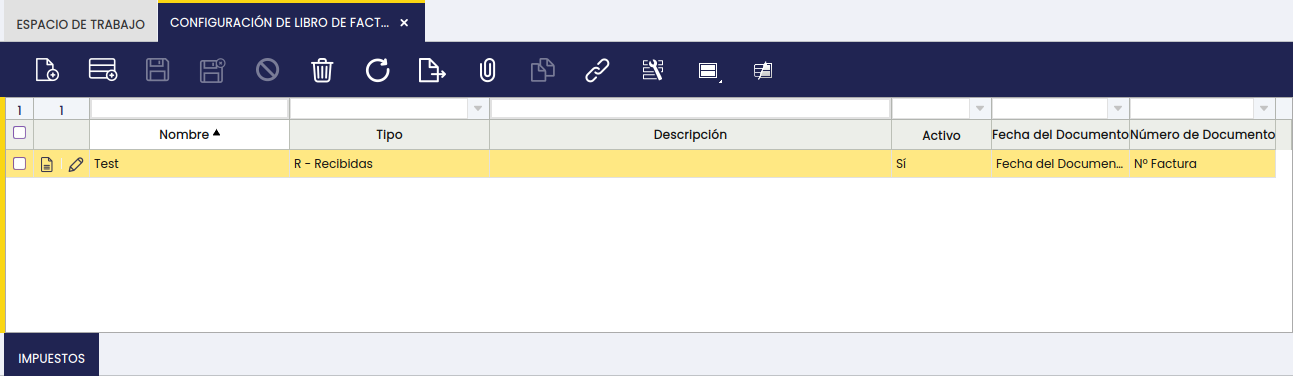 ESPACIO DE TRABAJO
CONFIGURACIÓN DE LIBRO DE FACT...
1 1
Nombre Tipo Descripción Activo Fecha del Documento Número de Documento
Test R - Recibidas Sí Fecha del Documen... Nº Factura
IMPUESTOS